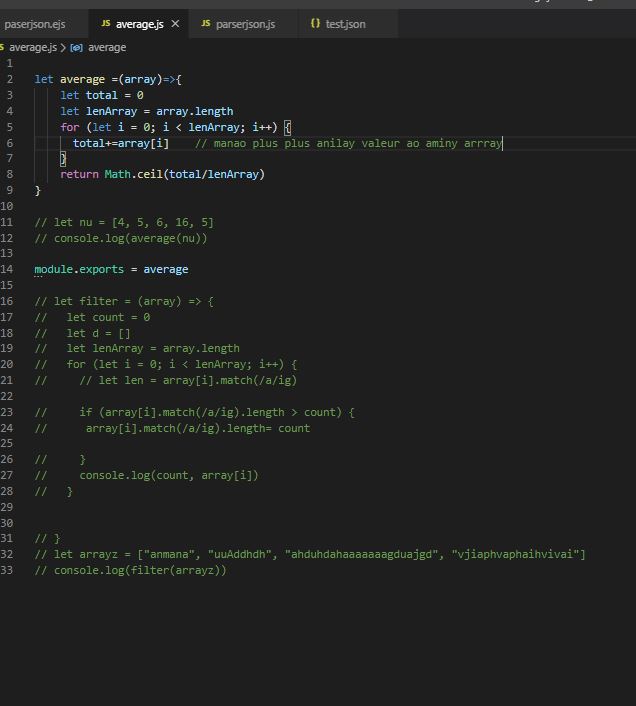 paserjson.ejs JS average.js × JS parserjson.js {} test.json
S average.js > average
1
2 let average =(array)=>{
3 let total = 0
4 let lenArray = array.length
5 for (let i = 0; i < lenArray; i++) {
6 total+=array[i] // manao plus plus anilay valeur ao aminy arrray
7 }
8 return Math.ceil(total/lenArray)
9 }
10
11 // let nu = [4, 5, 6, 16, 5]
12 // console.log(average(nu))
13
14 module.exports = average
15
16 // let filter = (array) => {
17 // let count = 0
18 // let d = []
19 // let lenArray = array.length
20 // for (let i = 0; i < lenArray; i++) {
21 // // let len = array[i].match(/a/ig)
22
23 // if (array[i].match(/a/ig).length > count) {
24 // array[i].match(/a/ig).length= count
25
26 // }
27 // console.log(count, array[i])
28 // }
29
30
31 // }
32 // let arrayz = ["anmana", "uuAddhdh", "ahduhdahaaaaaaagduajgd", "vjiaphvaphaihvivai"]
33 // console.log(filter(arrayz))